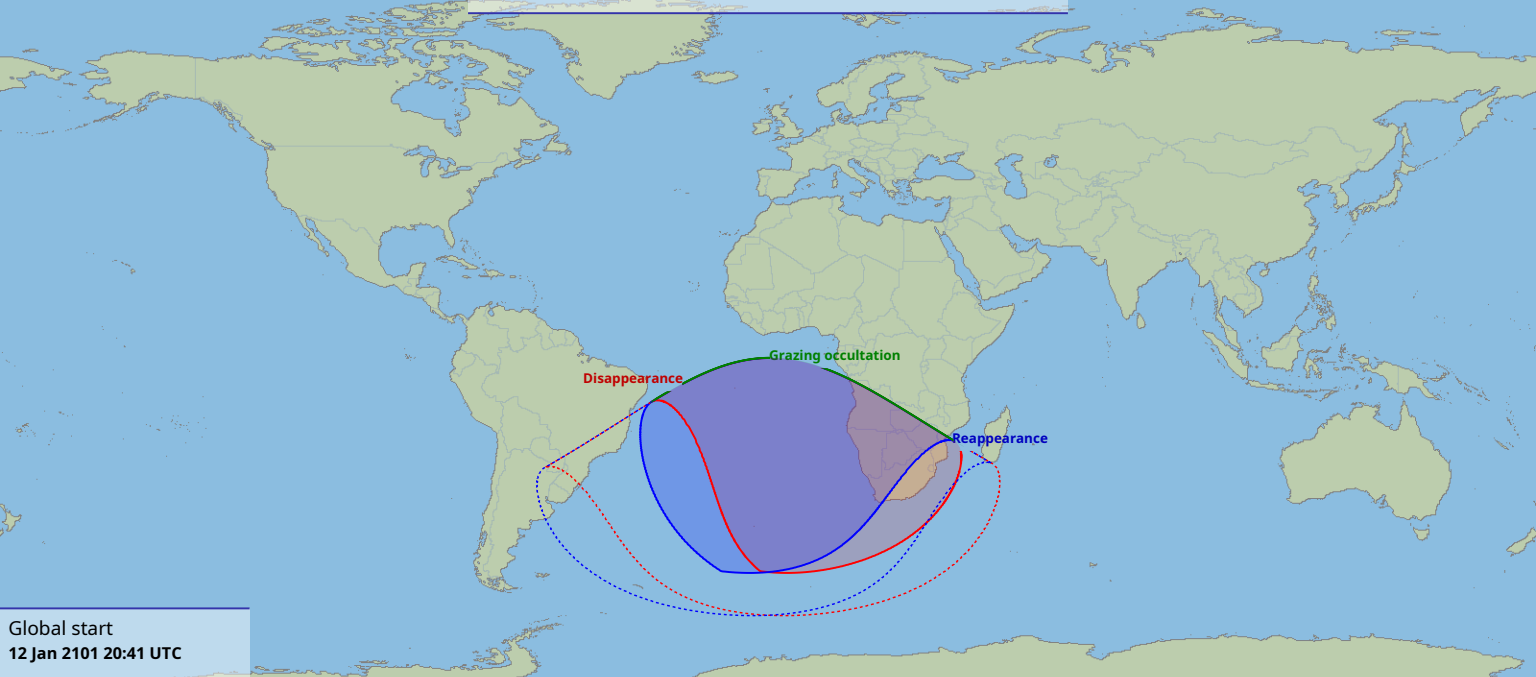 Grazing occultation
Disappearance
Reappearance
Global start
12 Jan 2101 20:41 UTC